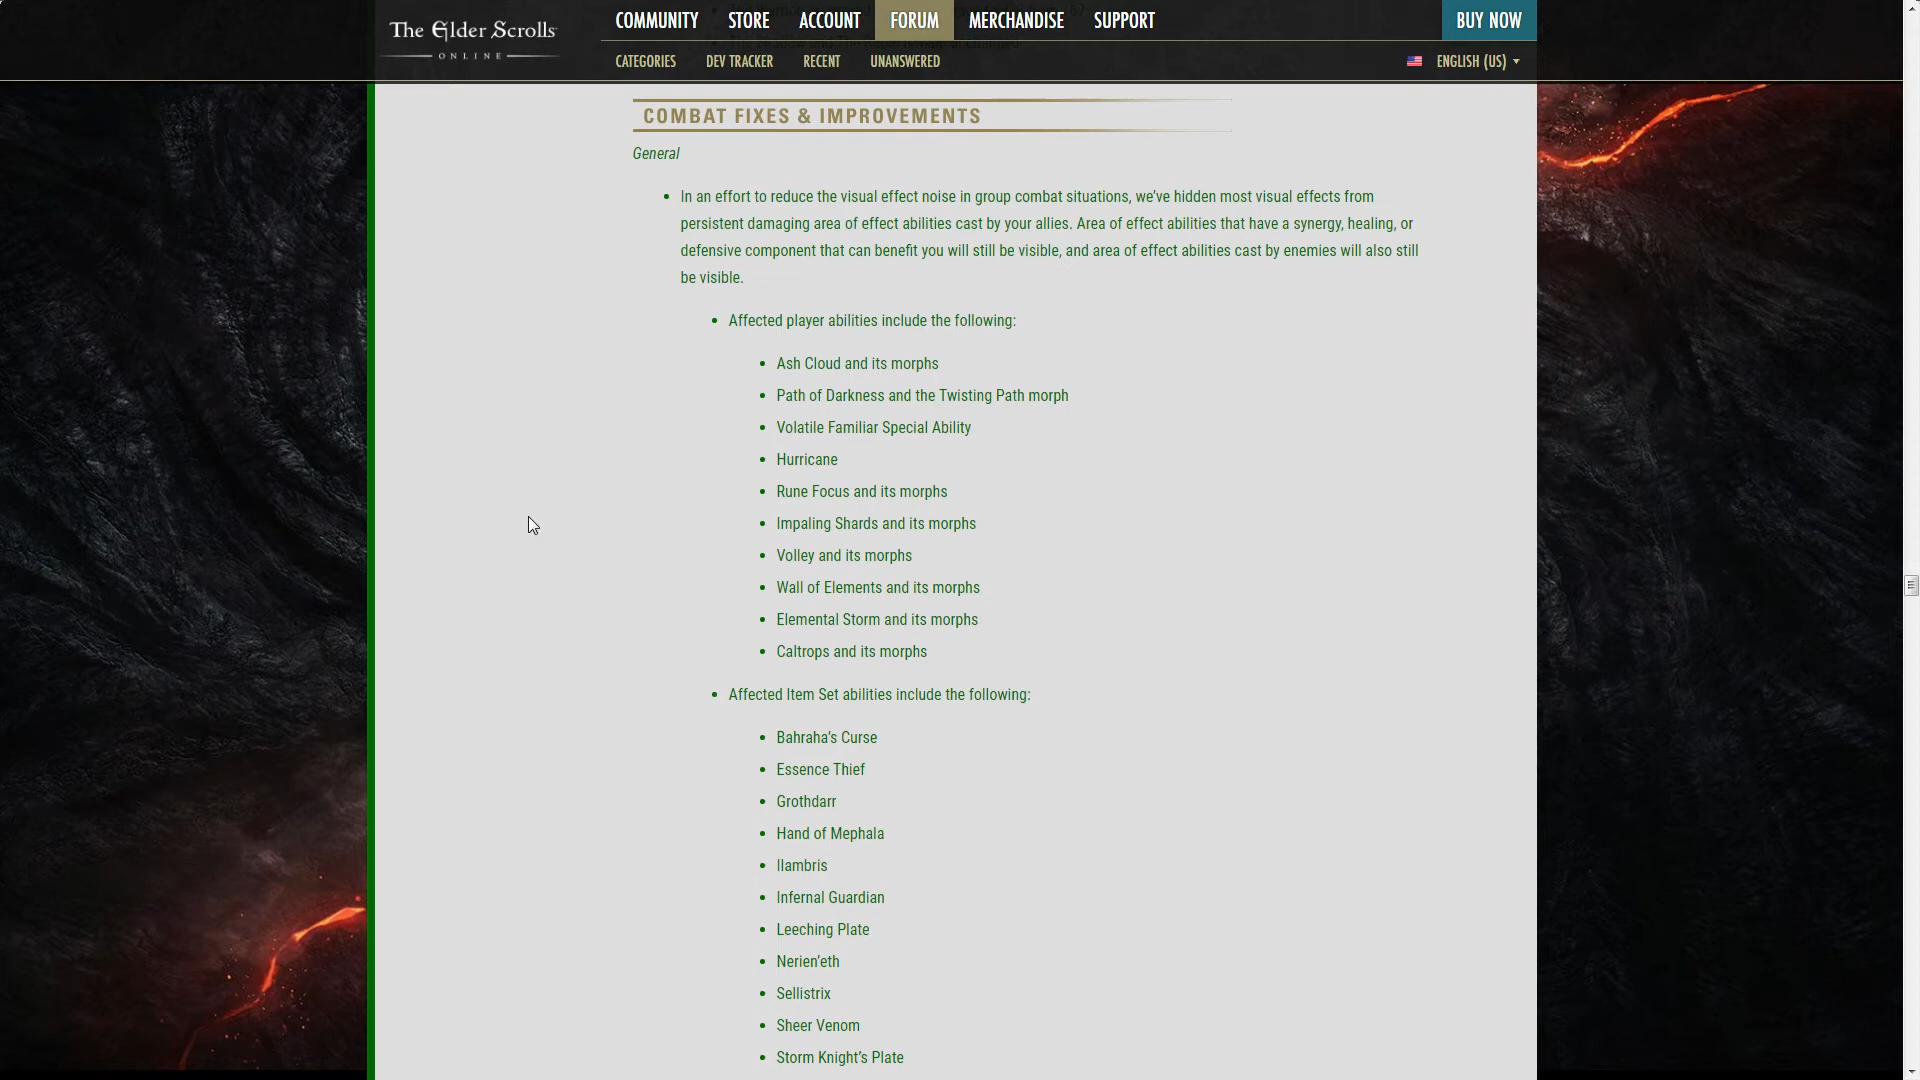 The Elder Scrolls
ONLINE
COMMUNITY STORE ACCOUNT FORUM MERCHANDISE SUPPORT BUY NOW
CATEGORIES DEV TRACKER RECENT UNANSWERED ENGLISH (US)
COMBAT FIXES & IMPROVEMENTS
General
In an effort to reduce the visual effect noise in group combat situations, we've hidden most visual effects from
persistent damaging area of effect abilities cast by your allies. Area of effect abilities that have a synergy, healing, or
defensive component that can benefit you will still be visible, and area of effect abilities cast by enemies will also still
be visible.
Affected player abilities include the following:
Ash Cloud and its morphs
Path of Darkness and the Twisting Path morph
Volatile Familiar Special Ability
Hurricane
Rune Focus and its morphs
Impaling Shards and its morphs
Volley and its morphs
Wall of Elements and its morphs
Elemental Storm and its morphs
Caltrops and its morphs
Affected Item Set abilities include the following:
Bahraha's Curse
Essence Thief
Grothdarr
Hand of Mephala
Ilambris
Infernal Guardian
Leeching Plate
Nerien'eth
Sellistrix
Sheer Venom
Storm Knight's Plate